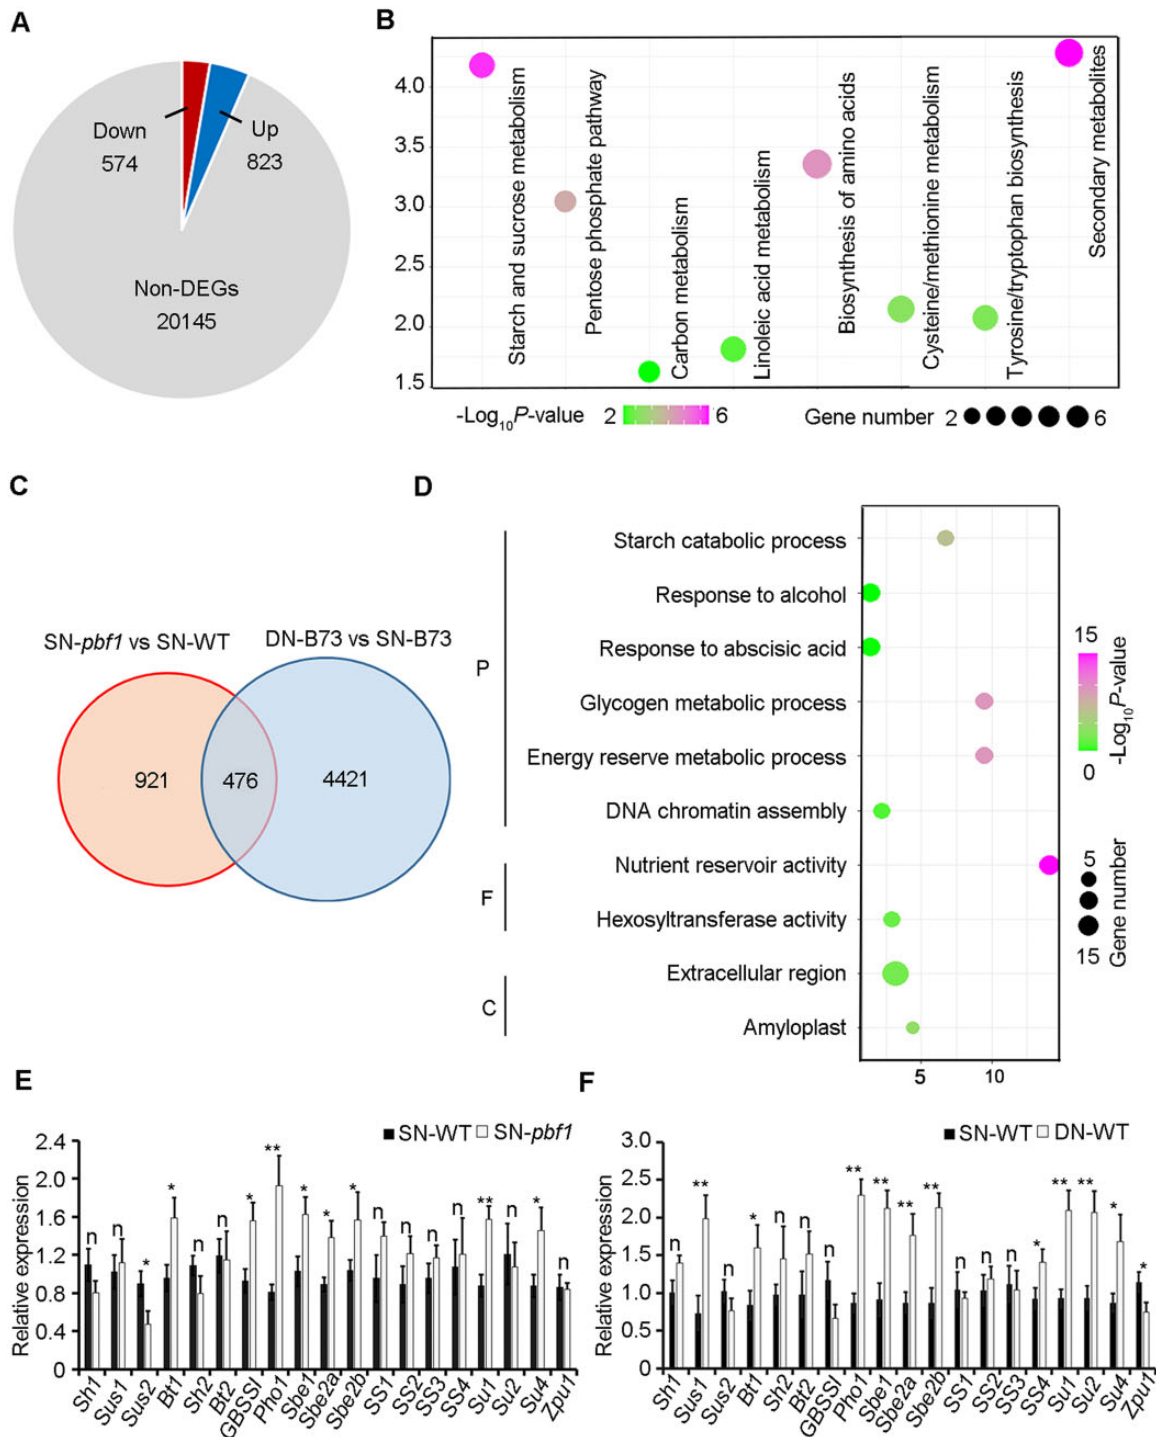 A
Down
574
Up
823
Non-DEGs
20145
B
4.0
3.5
3.0
2.5
2.0
1.5
Starch and sucrose metabolism
Pentose phosphate pathway
Carbon metabolism
Linoleic acid metabolism
Biosynthesis of amino acids
Cysteine/methionine metabolism
Tyrosine/tryptophan biosynthesis
Secondary metabolites
-Log10P-value 2 6
Gene number 2 6
C
SN-pbf1 vs SN-WT
DN-B73 vs SN-B73
921
476
4421
D
P
F
C
Starch catabolic process
Response to alcohol
Response to abscisic acid
Glycogen metabolic process
Energy reserve metabolic process
DNA chromatin assembly
Nutrient reservoir activity
Hexosyltransferase activity
Extracellular region
Amyloplast
5 10
15
0
-Log10P-value
5
15
Gene number
E
SN-WT SN-pbf1
Relative expression
2.4
2.0
1.6
1.2
0.8
0.4
0
n n * * n n * ** * * * n n n n ** n * n
Sh1 Sus1 Sus2 Bt1 Sh2 Bt2 GBSSI Pho1 Sbe1 Sbe2a Sbe2b SS1 SS2 SS3 SS4 Su1 Su2 Su4 Zpu1
F
SN-WT DN-WT
Relative expression
3.0
2.5
2.0
1.5
1.0
0.5
0
n ** n * n n n ** ** ** ** n n n * ** ** * *
Sh1 Sus1 Sus2 Bt1 Sh2 Bt2 GBSSI Pho1 Sbe1 Sbe2a Sbe2b SS1 SS2 SS3 SS4 Su1 Su2 Su4 Zpu1